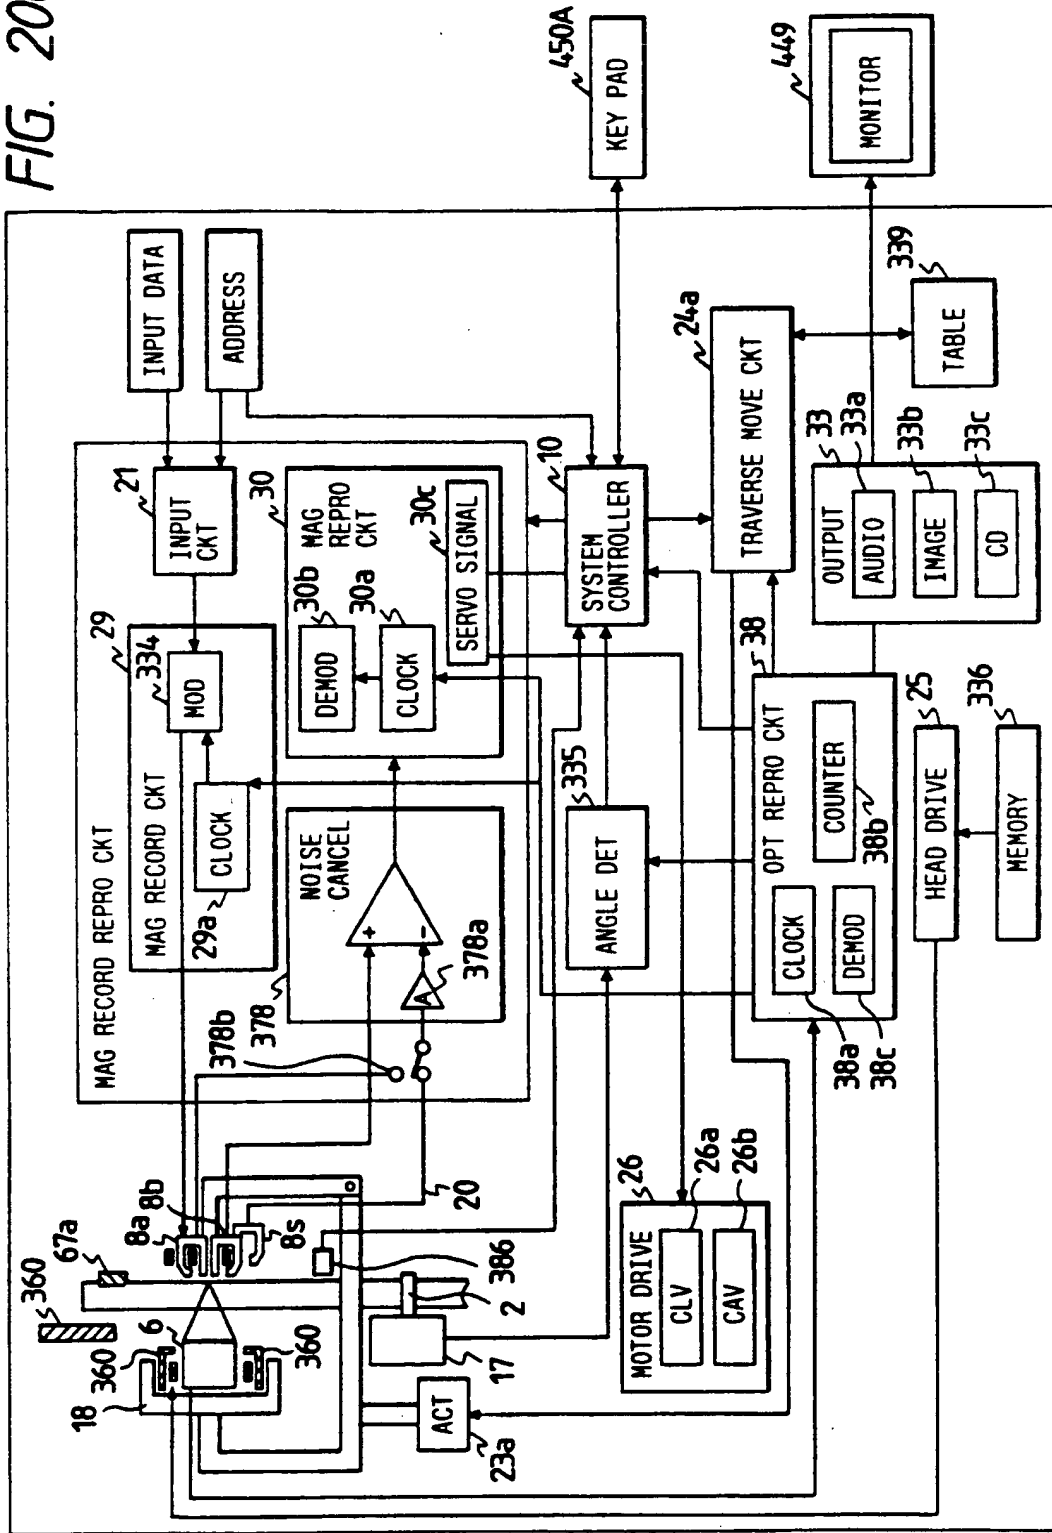 FIG. 20
450A
KEY PAD
449
MONITOR
INPUT DATA
ADDRESS
MAG RECORD REPRO CKT
21
INPUT
CKT
29
334
MAG RECORD CKT
MOD
CLOCK
29a
30
MAG
REPRO
CKT
30b
DEMOD
30a
CLOCK
30c
SERVO SIGNAL
378
NOISE
CANCEL
+
-
A
378a
378b
10
SYSTEM
CONTROLLER
24a
TRAVERSE MOVE CKT
339
TABLE
33
OUTPUT
33a
AUDIO
33b
IMAGE
33c
CD
335
ANGLE DET
38
OPT REPRO CKT
COUNTER
38b
CLOCK
38a
DEMOD
38c
25
HEAD DRIVE
336
MEMORY
26
MOTOR DRIVE
26a
CLV
26b
CAV
360
67a
8a
8b
8s
20
386
2
17
6
360
360
18
ACT
23a